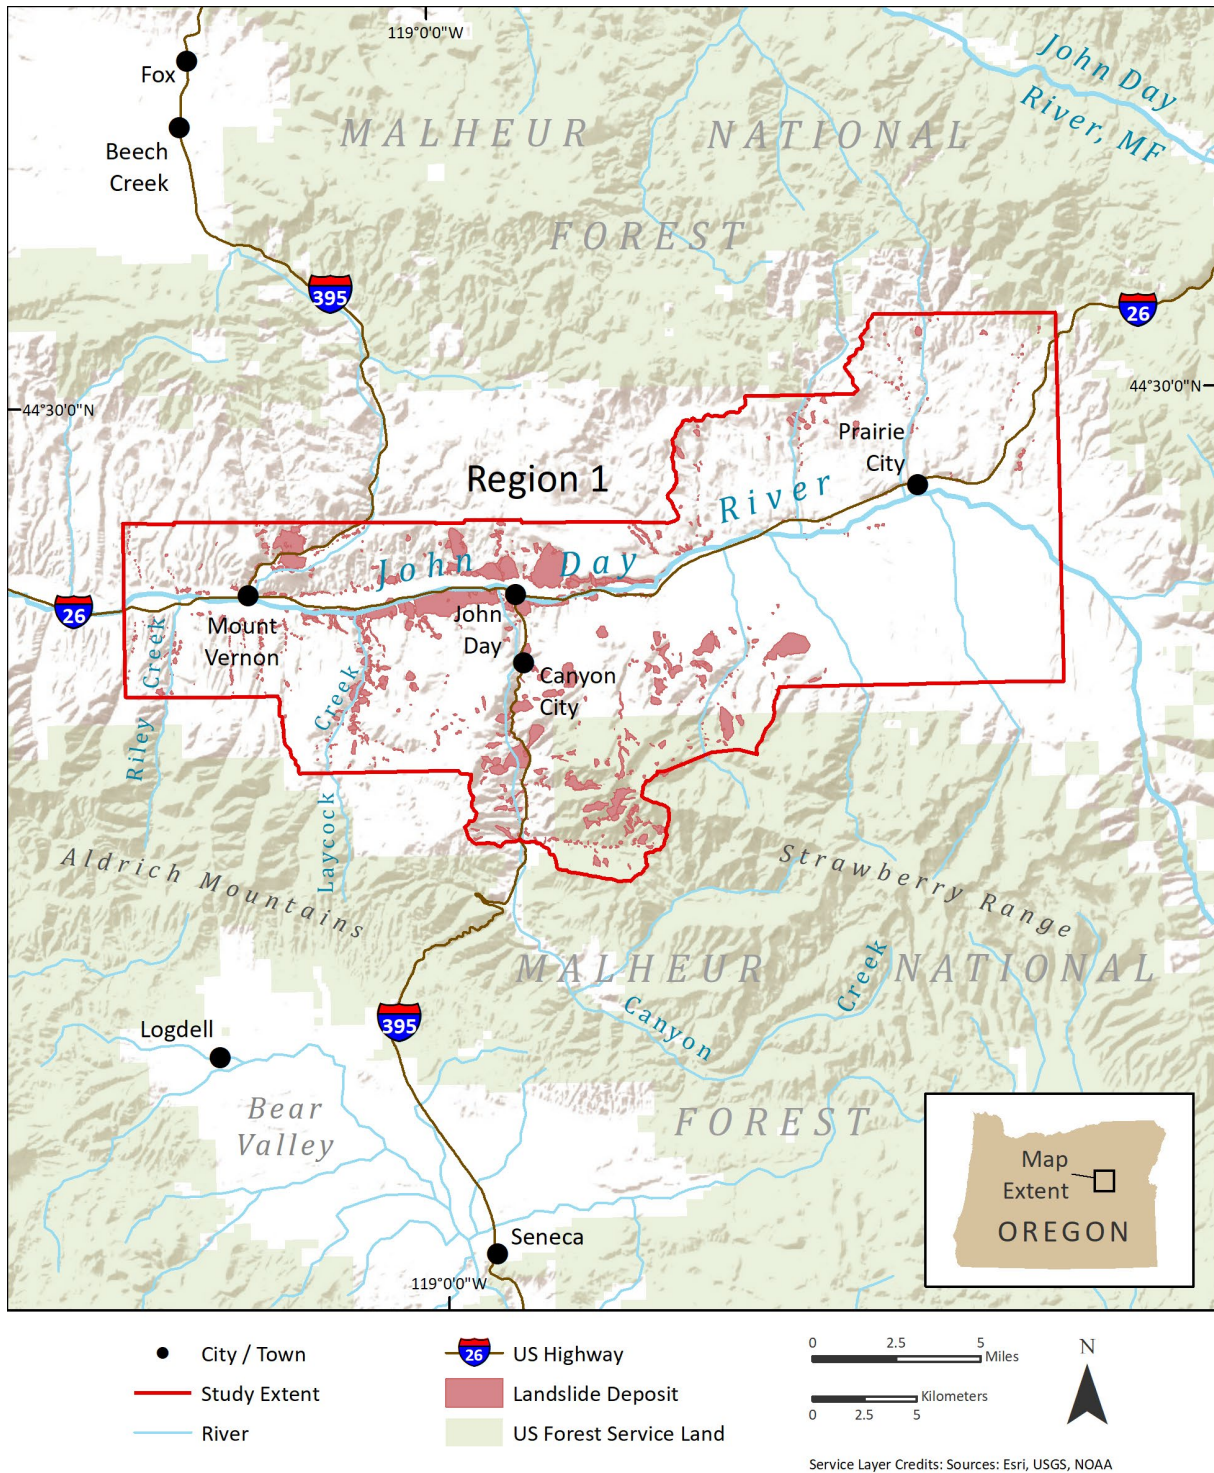 119°0'0"W
Fox
Beech
Creek
John Day
River, MF
MALHEUR NATIONAL
FOREST
395
26
44°30'0"N
44°30'0"N
Prairie
City
Region 1
John Day River
26
Mount
Vernon
John
Day
Canyon
City
Riley Creek
Laycock Creek
Aldrich Mountains
Strawberry Range
MALHEUR NATIONAL
FOREST
Canyon Creek
395
Logdell
Bear
Valley
Seneca
119°0'0"W
Map
Extent
OREGON
City / Town
Study Extent
River
26
US Highway
Landslide Deposit
US Forest Service Land
0 2.5 5
Miles
Kilometers
0 2.5 5
N
Service Layer Credits: Sources: Esri, USGS, NOAA